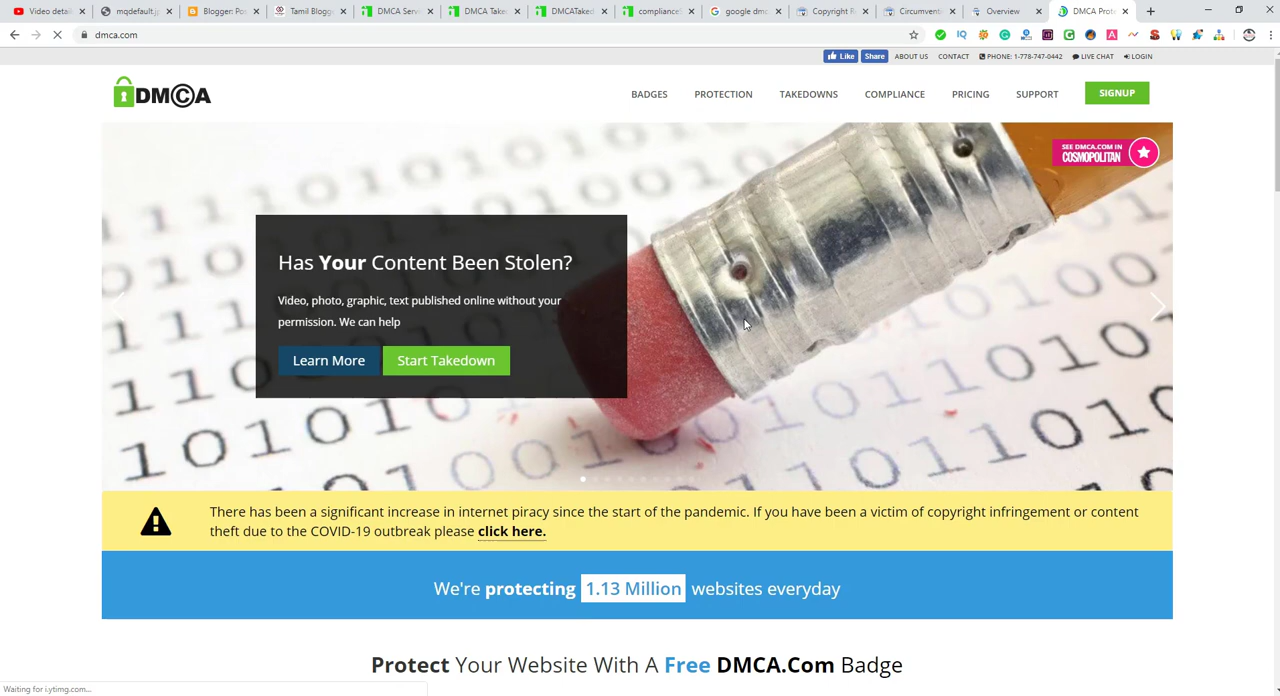 Video detail
mqdefault.jp
Blogger: Pos
Tamil Blogge
DMCA Serv
DMCA Take
DMCATaked
compliance
google dmc
Copyright R
Circumventi
Overview
DMCA Prote
dmca.com
Like Share ABOUT US CONTACT PHONE: 1-778-747-0442 LIVE CHAT LOGIN
DMCA BADGES PROTECTION TAKEDOWNS COMPLIANCE PRICING SUPPORT SIGNUP
SEE DMCA.COM IN
COSMOPOLITAN
Has Your Content Been Stolen?
Video, photo, graphic, text published online without your
permission. We can help
Learn More Start Takedown
There has been a significant increase in internet piracy since the start of the pandemic. If you have been a victim of copyright infringement or content
theft due to the COVID-19 outbreak please click here.
We're protecting 1.13 Million websites everyday
Protect Your Website With A Free DMCA.Com Badge
Waiting for i.ytimg.com...